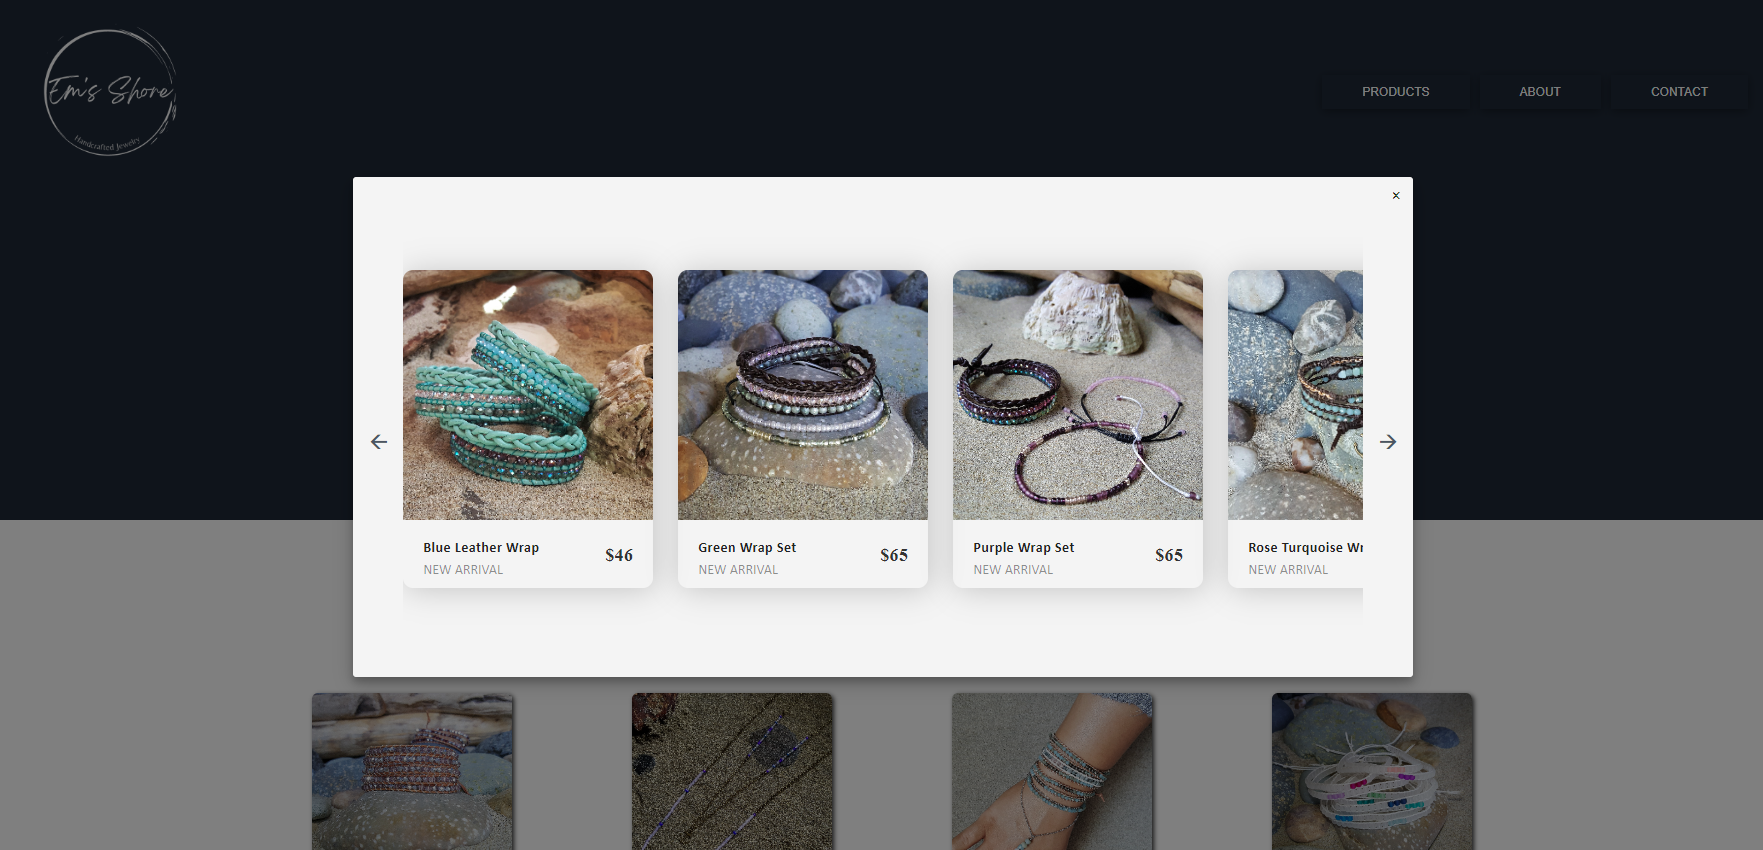 Em's Shore
Handcrafted Jewelry
PRODUCTS
ABOUT
CONTACT
×
Blue Leather Wrap
$46
NEW ARRIVAL
Green Wrap Set
$65
NEW ARRIVAL
Purple Wrap Set
$65
NEW ARRIVAL
Rose Turquoise Wr
NEW ARRIVAL